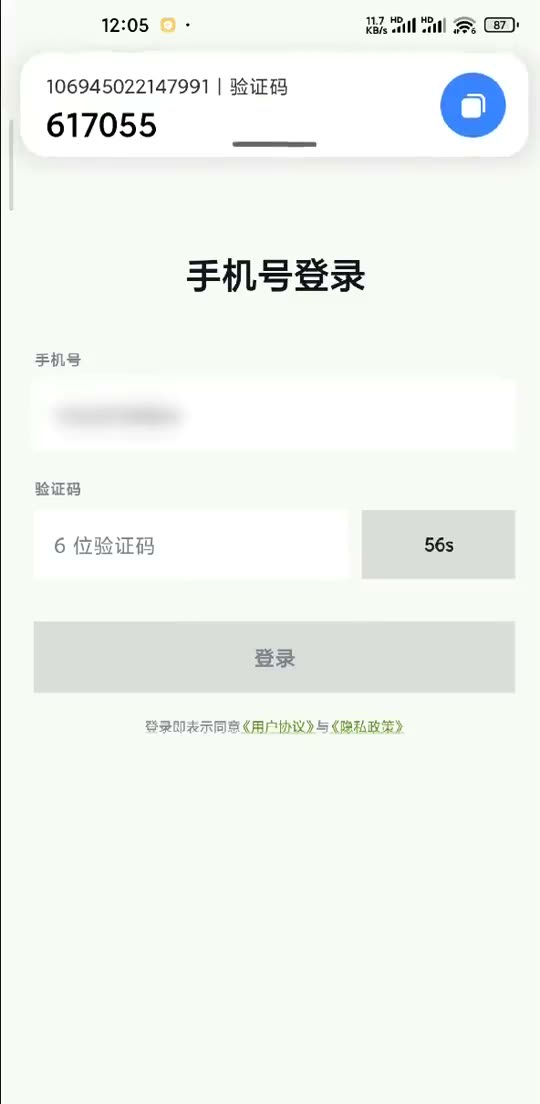 12:05
11.7 KB/s HD HD 6 87
106945022147991 | 验证码
617055
手机号登录
手机号
验证码
6 位验证码
56s
登录
登录即表示同意《用户协议》与《隐私政策》